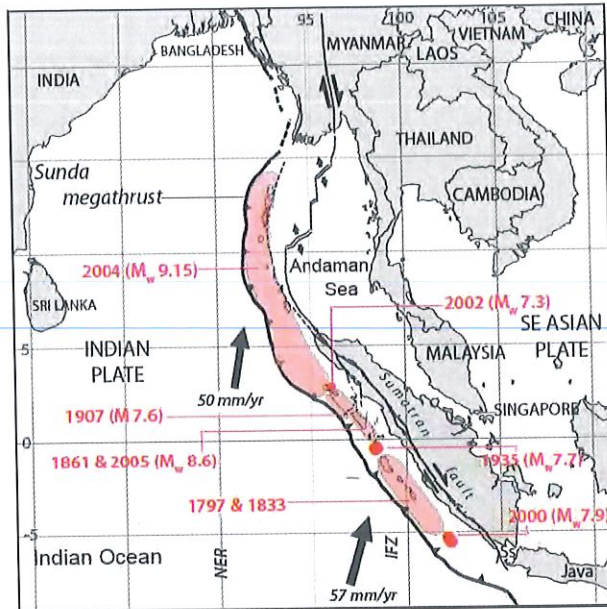 95 100 105
CHINA
VIETNAM
BANGLADESH
MYANMAR
LAOS
INDIA
THAILAND
Sunda
megathrust
CAMBODIA
2004 (Mw 9.15)
Andaman
Sea
SRI LANKA
2002 (Mw 7.3)
SE ASIAN
PLATE
INDIAN
PLATE
5
MALAYSIA
50 mm/yr
Sumatran
fault
1907 (M 7.6)
SINGAPORE
0
1861 & 2005 (Mw 8.6)
1935 (Mw 7.7)
1797 & 1833
2000 (Mw 7.9)
-5
Indian Ocean
NER
IFZ
SS
Java
57 mm/yr